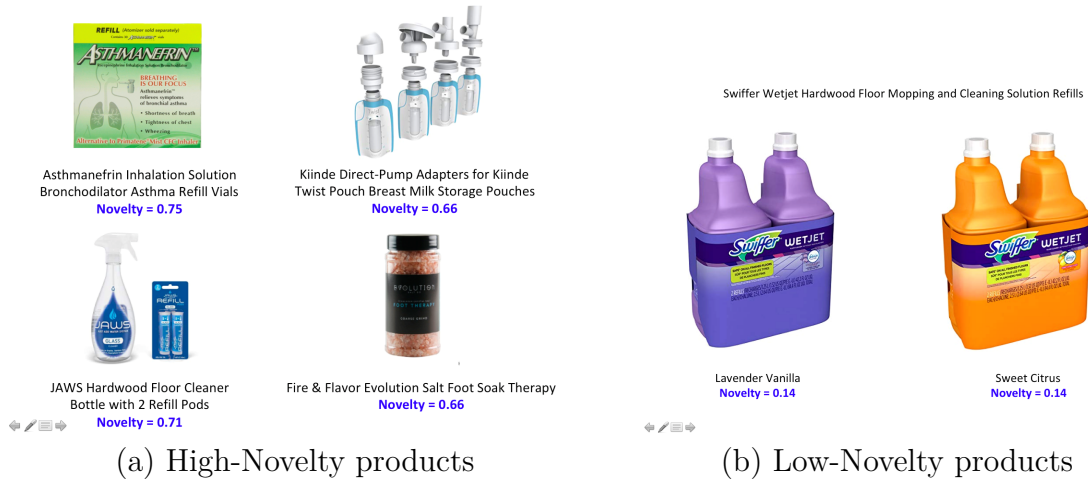 REFILL (Atomizer sold separately)
ASTHMANEFRIN™
BREATHING
IS OUR FOCUS
Asthmanefrin™
relieves symptoms
of bronchial asthma
• Shortness of breath
• Tightness of chest
• Wheezing
Asthmanefrin Inhalation Solution
Bronchodilator Asthma Refill Vials
Novelty = 0.75
Kiinde Direct-Pump Adapters for Kiinde
Twist Pouch Breast Milk Storage Pouches
Novelty = 0.66
JAWS
GLASS
REFILL
JAWS Hardwood Floor Cleaner
Bottle with 2 Refill Pods
Novelty = 0.71
EVOLUTION
FOOT THERAPY
Fire & Flavor Evolution Salt Foot Soak Therapy
Novelty = 0.66
(a) High-Novelty products
Swiffer Wetjet Hardwood Floor Mopping and Cleaning Solution Refills
Swiffer WETJET
Swiffer WETJET
Lavender Vanilla
Novelty = 0.14
Sweet Citrus
Novelty = 0.14
(b) Low-Novelty products